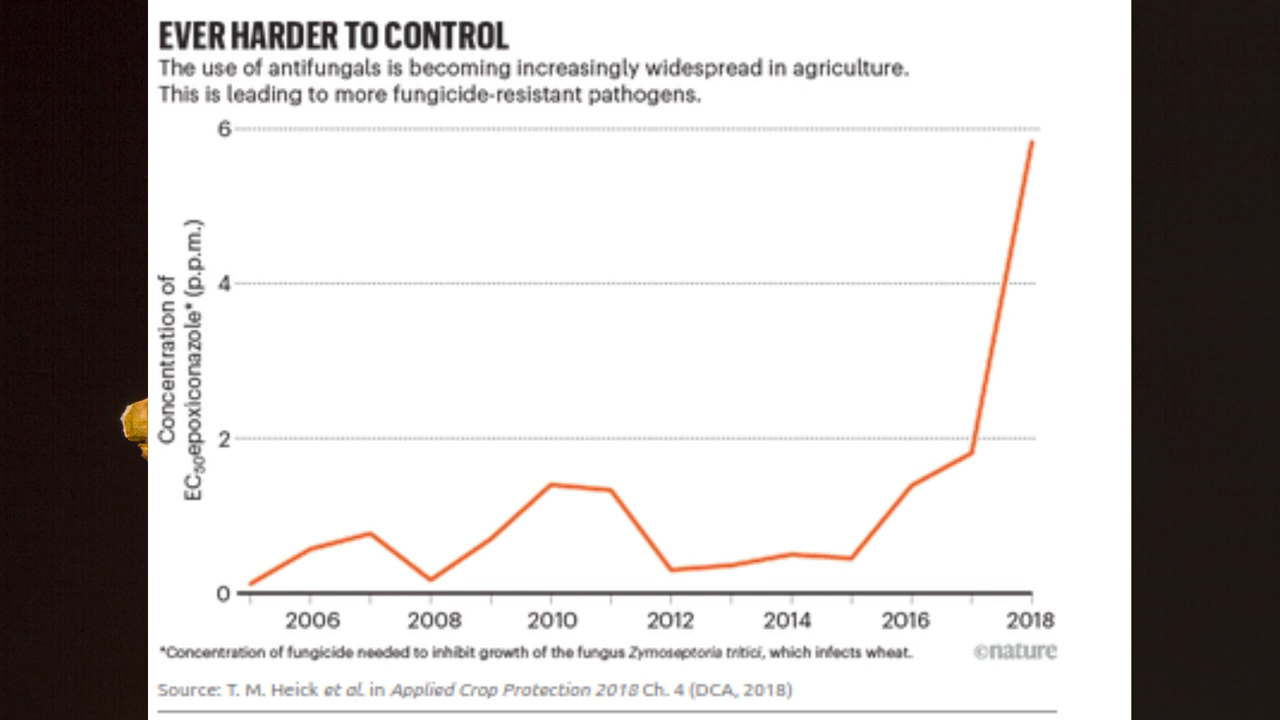 EVER HARDER TO CONTROL
The use of antifungals is becoming increasingly widespread in agriculture.
This is leading to more fungicide-resistant pathogens.
6
Concentration of
EC50epoxiconazole* (p.p.m.)
4
2
0
2006 2008 2010 2012 2014 2016 2018
*Concentration of fungicide needed to inhibit growth of the fungus Zymoseptoria tritici, which infects wheat.
©nature
Source: T. M. Heick et al. in Applied Crop Protection 2018 Ch. 4 (DCA, 2018)